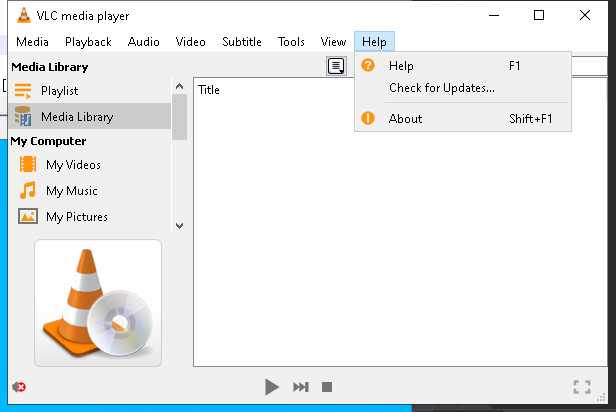 VLC media player
Media Playback Audio Video Subtitle Tools View Help
Media Library
Playlist
Media Library
My Computer
My Videos
My Music
My Pictures
Title
Help F1
Check for Updates...
About Shift+F1